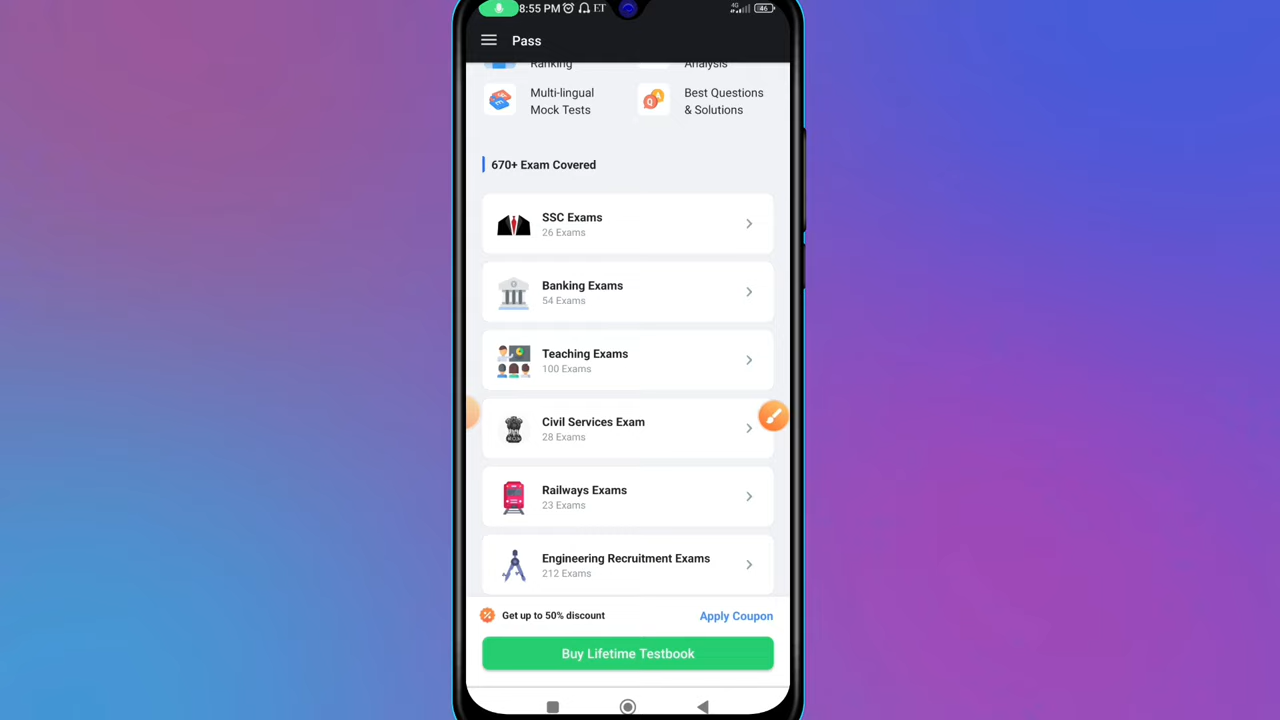 8:55 PM
4G
46
Pass
Ranking
Analysis
Multi-lingual
Mock Tests
Best Questions
& Solutions
670+ Exam Covered
SSC Exams
26 Exams
Banking Exams
54 Exams
Teaching Exams
100 Exams
Civil Services Exam
28 Exams
Railways Exams
23 Exams
Engineering Recruitment Exams
212 Exams
Get up to 50% discount
Apply Coupon
Buy Lifetime Testbook